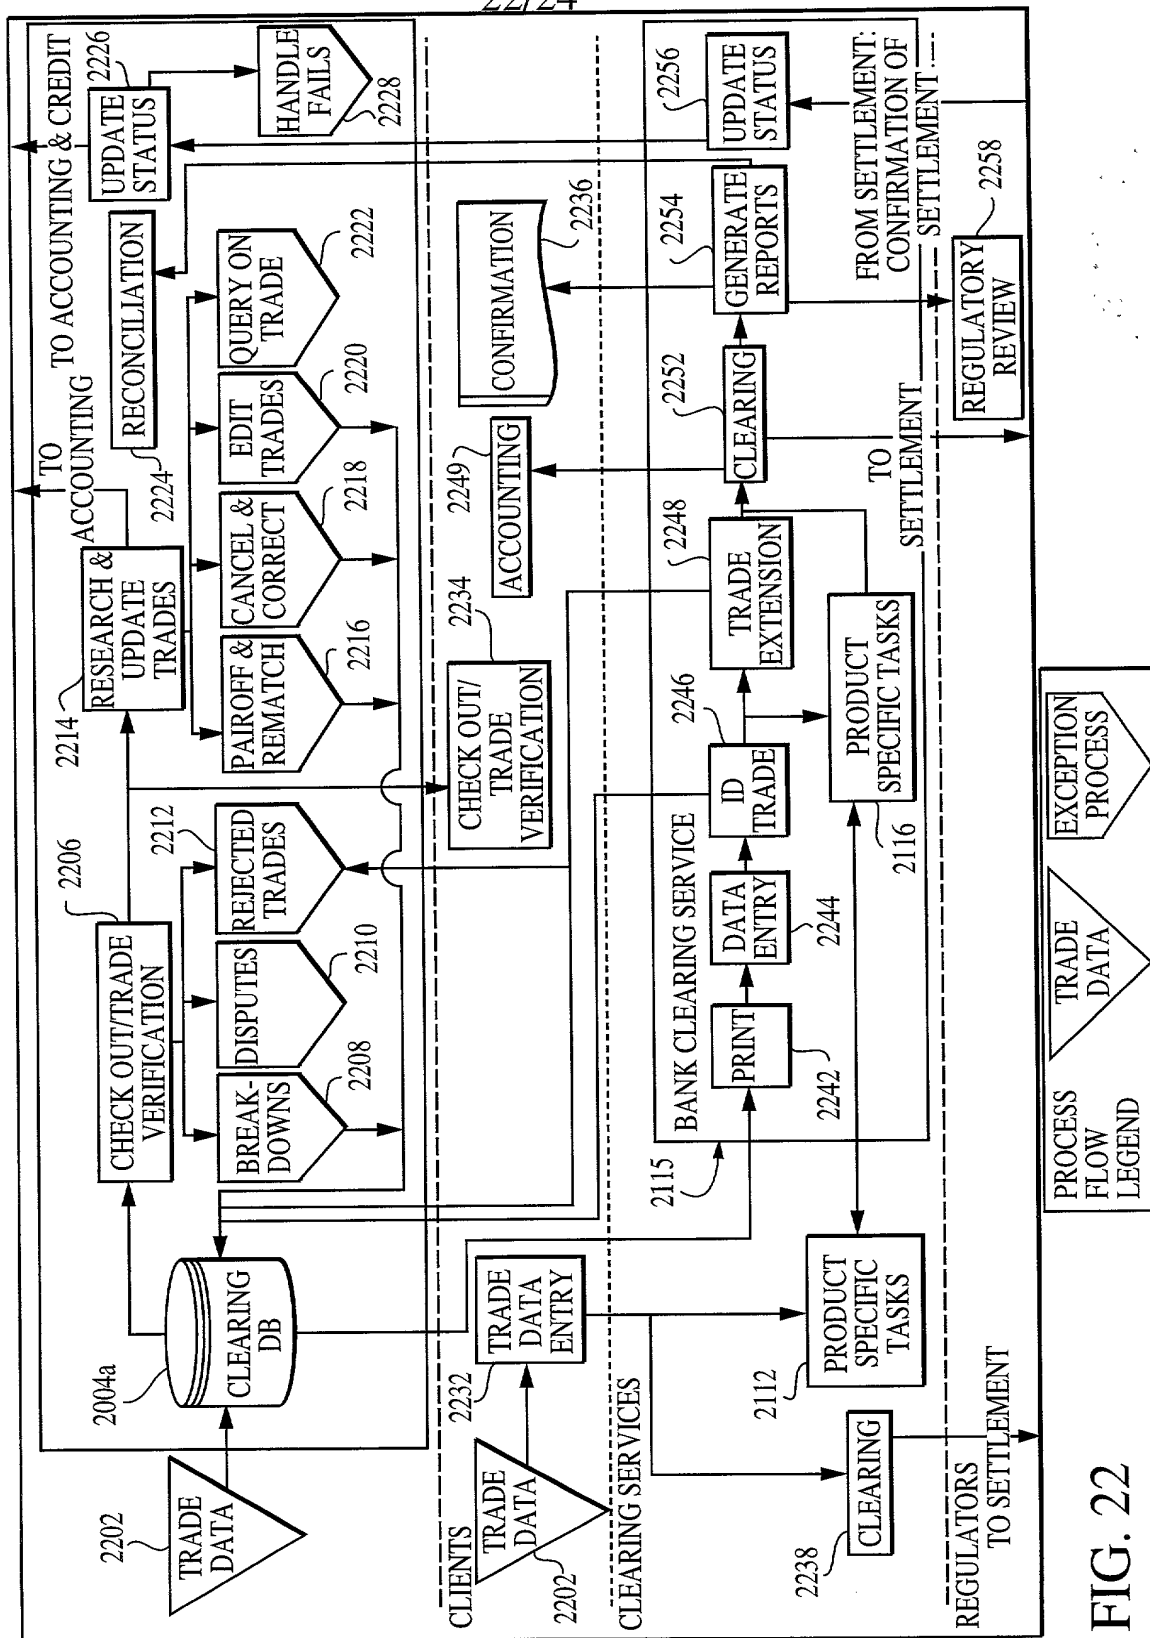 22/24
TO ACCOUNTING & CREDIT
TO
ACCOUNTING
2226
UPDATE
STATUS
HANDLE
FAILS
2228
2214
RESEARCH &
UPDATE
TRADES
2224
RECONCILIATION
2206
CHECK OUT/TRADE
VERIFICATION
2004a
CLEARING
DB
2202
TRADE
DATA
BREAK-
DOWNS
2208
DISPUTES
2210
2212
REJECTED
TRADES
PAIROFF &
REMATCH
2216
CANCEL &
CORRECT
2218
EDIT
TRADES
2220
QUERY ON
TRADE
2222
CLIENTS
TRADE
DATA
2202
2232
TRADE
DATA
ENTRY
CHECK OUT/
TRADE
VERIFICATION
2234
ACCOUNTING
2249
CONFIRMATION
2236
CLEARING SERVICES
2115
BANK CLEARING SERVICE
PRINT
2242
DATA
ENTRY
2244
ID
TRADE
2246
TRADE
EXTENSION
2248
CLEARING
2252
GENERATE
REPORTS
2254
UPDATE
STATUS
2256
2238
CLEARING
2112
PRODUCT
SPECIFIC
TASKS
PRODUCT
SPECIFIC TASKS
2116
TO
SETTLEMENT
FROM SETTLEMENT:
CONFIRMATION OF
SETTLEMENT
REGULATORS
TO SETTLEMENT
REGULATORY
REVIEW
2258
PROCESS
FLOW
LEGEND
TRADE
DATA
EXCEPTION
PROCESS
FIG. 22